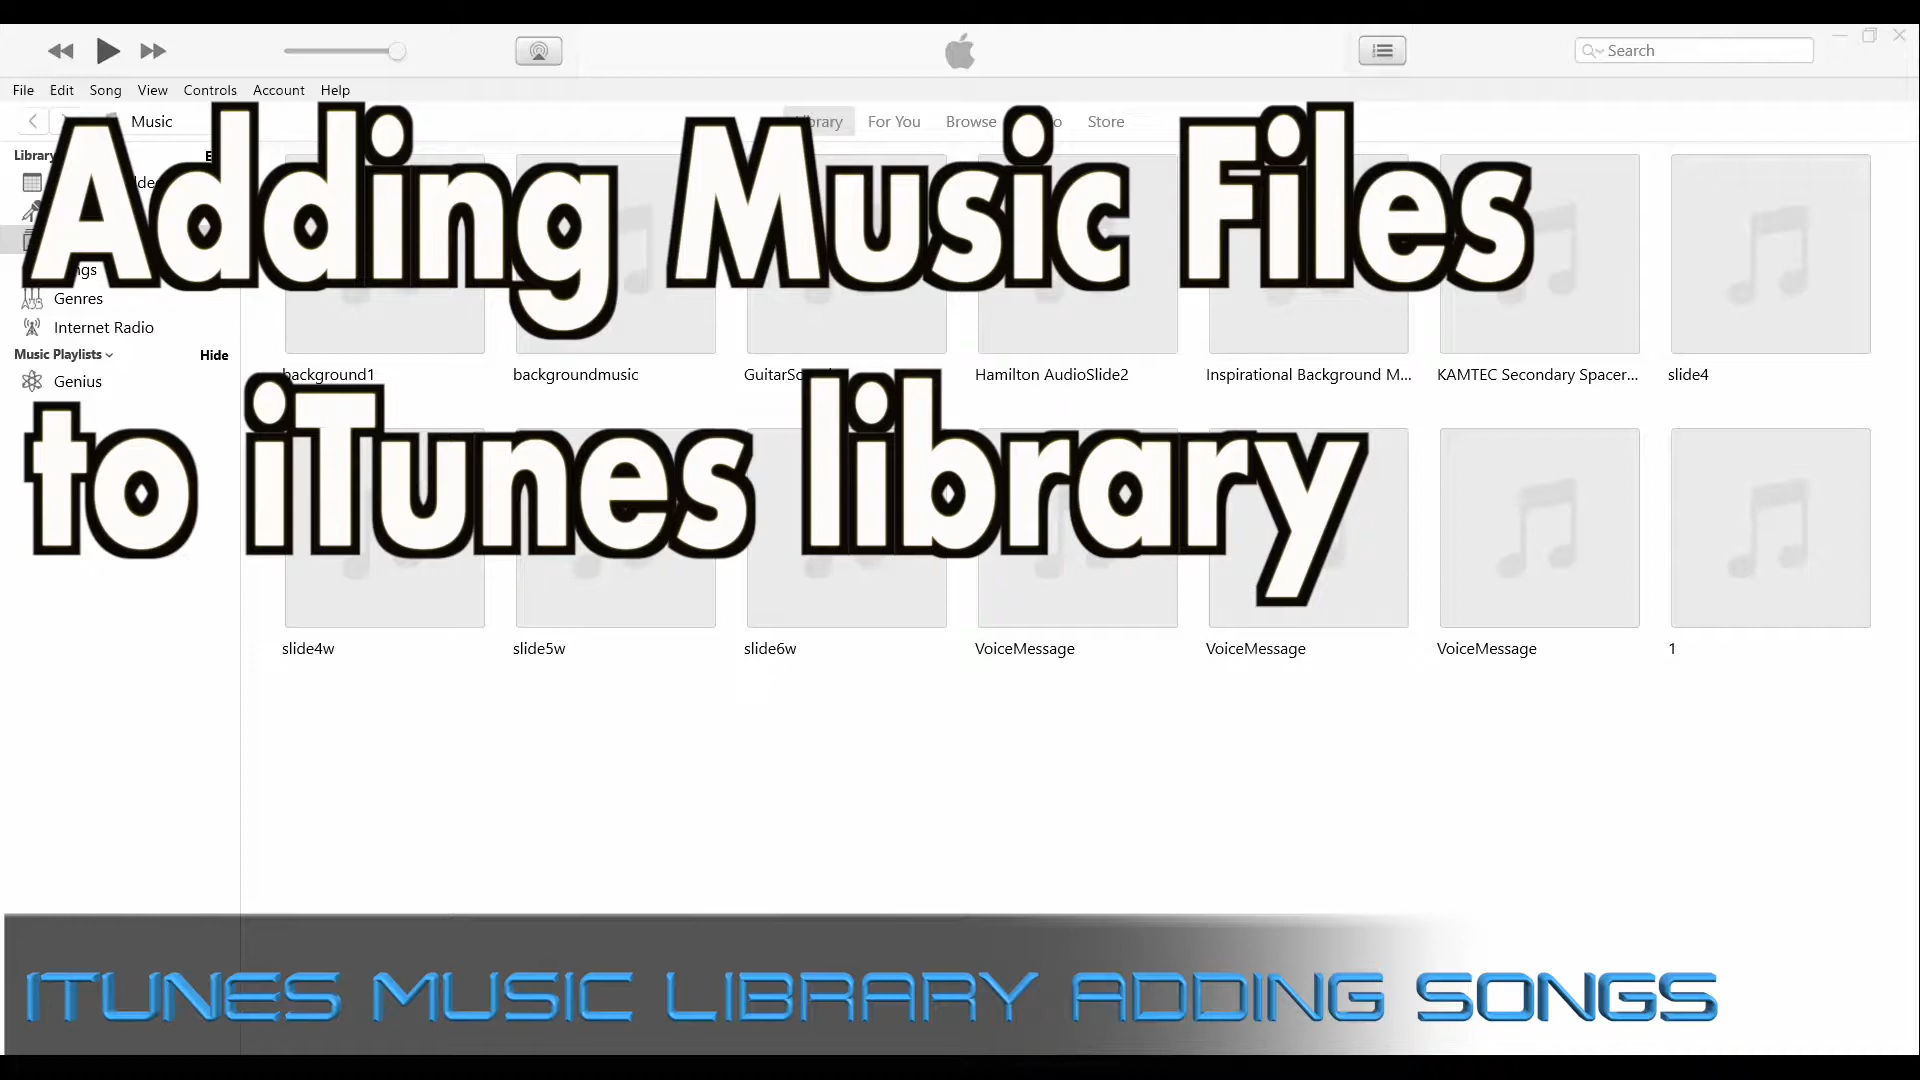 Search
File Edit Song View Controls Account Help
Music
For You Browse Store
Library
Adding Music Files
Genres
Internet Radio
Music Playlists Hide
Genius
background1 backgroundmusic Hamilton AudioSlide2 Inspirational Background M... KAMTEC Secondary Spacer... slide4
to iTunes library
slide4w slide5w slide6w VoiceMessage VoiceMessage VoiceMessage 1
ITUNES MUSIC LIBRARY ADDING SONGS